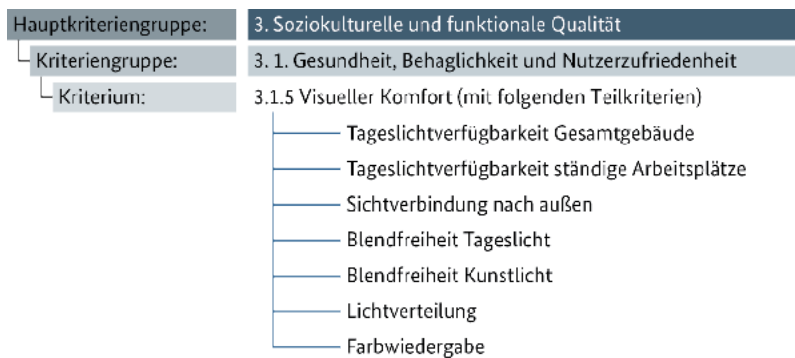 Hauptkriteriengruppe: 3. Soziokulturelle und funktionale Qualität
Kriteriengruppe: 3. 1. Gesundheit, Behaglichkeit und Nutzerzufriedenheit
Kriterium: 3.1.5 Visueller Komfort (mit folgenden Teilkriterien)
Tageslichtverfügbarkeit Gesamtgebäude
Tageslichtverfügbarkeit ständige Arbeitsplätze
Sichtverbindung nach außen
Blendfreiheit Tageslicht
Blendfreiheit Kunstlicht
Lichtverteilung
Farbwiedergabe